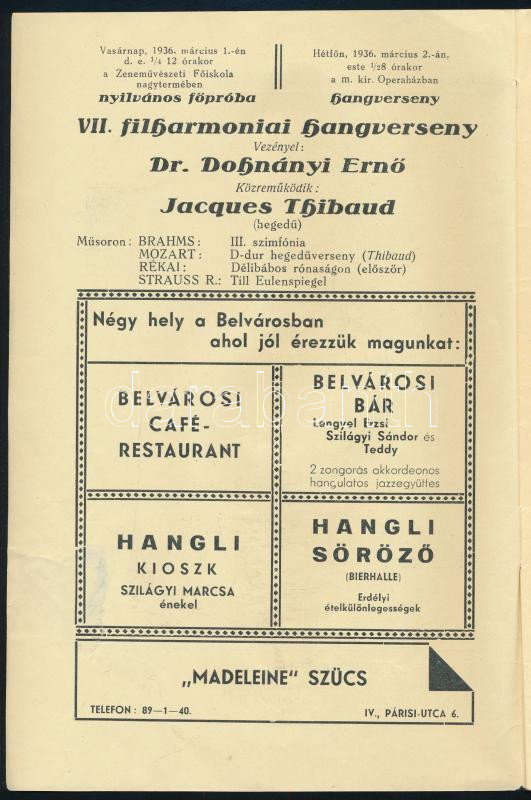 Vasárnap, 1936. március 1.-én
d. e. ¾ 12 órakor
a Zeneművészeti Főiskola
nagytermében
nyilvános főpróba
Hétfőn, 1936. március 2.-án,
este ½8 órakor
a m. kir. Operaházban
hangverseny
VII. filharmoniai hangverseny
Vezényel:
Dr. Dohnányi Ernő
Közreműködik:
Jacques Thibaud
(hegedű)
Műsoron: BRAHMS: III. szimfónia
MOZART: D-dur hegedűverseny (Thibaud)
RÉKAI: Délibábos rónaságon (először)
STRAUSS R.: Till Eulenspiegel
Négy hely a Belvárosban
ahol jól érezzük magunkat:
BELVÁROSI
CAFÉ-
RESTAURANT
BELVÁROSI
BÁR
Lengyel Erzsi
Szilágyi Sándor és
Teddy
2 zongorás akkordeonos
hangulatos jazzegyüttes
HANGLI
KIOSZK
SZILÁGYI MARCSA
énekel
HANGLI
SÖRÖZŐ
(BIERHALLE)
Erdélyi
ételkülönlegességek
„MADELEINE" SZÜCS
TELEFON: 89—1—40.
IV., PÁRISI-UTCA 6.
darabanth